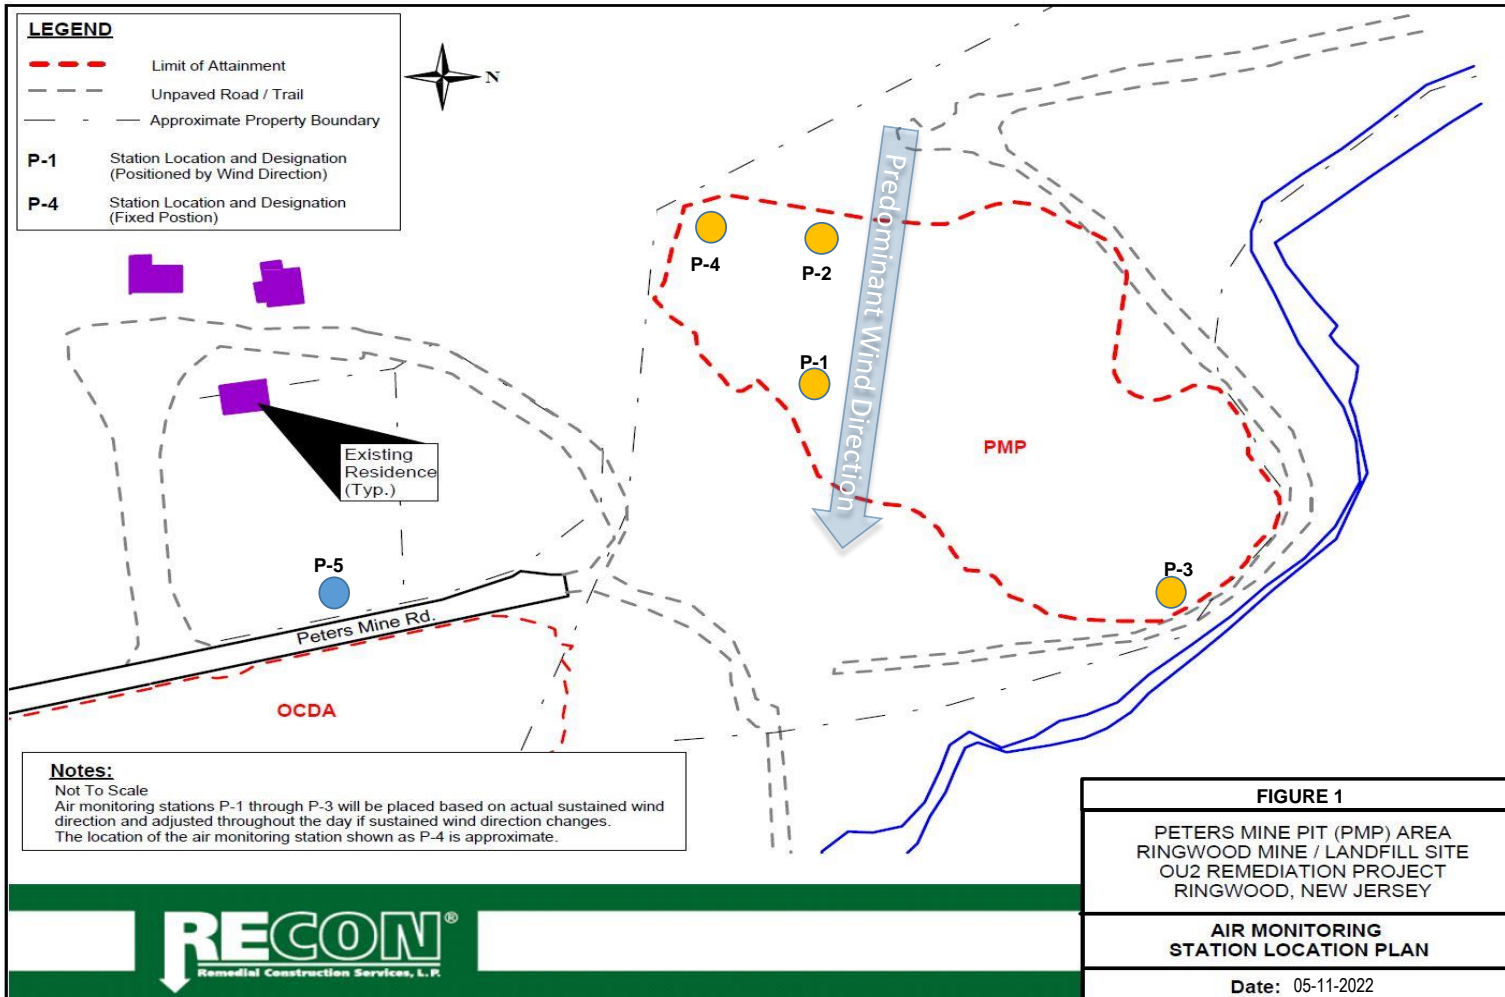 LEGEND
Limit of Attainment
Unpaved Road / Trail
Approximate Property Boundary
P-1 Station Location and Designation
(Positioned by Wind Direction)
P-4 Station Location and Designation
(Fixed Postion)
N
Predominant Wind Direction
P-4
P-2
P-1
PMP
Existing
Residence
(Typ.)
P-5
P-3
Peters Mine Rd.
OCDA
Notes:
Not To Scale
Air monitoring stations P-1 through P-3 will be placed based on actual sustained wind
direction and adjusted throughout the day if sustained wind direction changes.
The location of the air monitoring station shown as P-4 is approximate.
RECON®
Remedial Construction Services, L.P.
FIGURE 1
PETERS MINE PIT (PMP) AREA
RINGWOOD MINE / LANDFILL SITE
OU2 REMEDIATION PROJECT
RINGWOOD, NEW JERSEY
AIR MONITORING
STATION LOCATION PLAN
Date: 05-11-2022